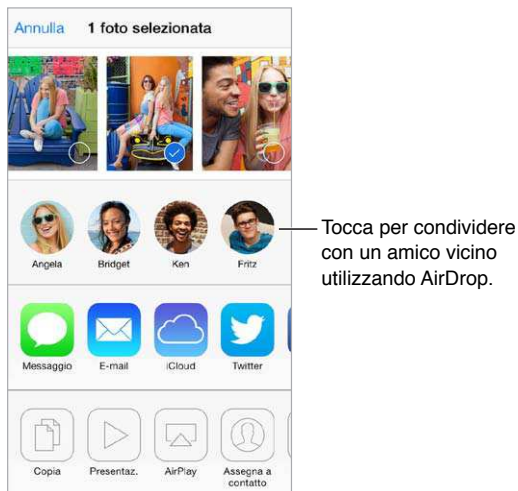 Annulla 1 foto selezionata
Angela Bridget Ken Fritz
Tocca per condividere
con un amico vicino
utilizzando AirDrop.
Messaggio E-mail iCloud Twitter
Copia Presentaz. AirPlay Assegna a
contatto